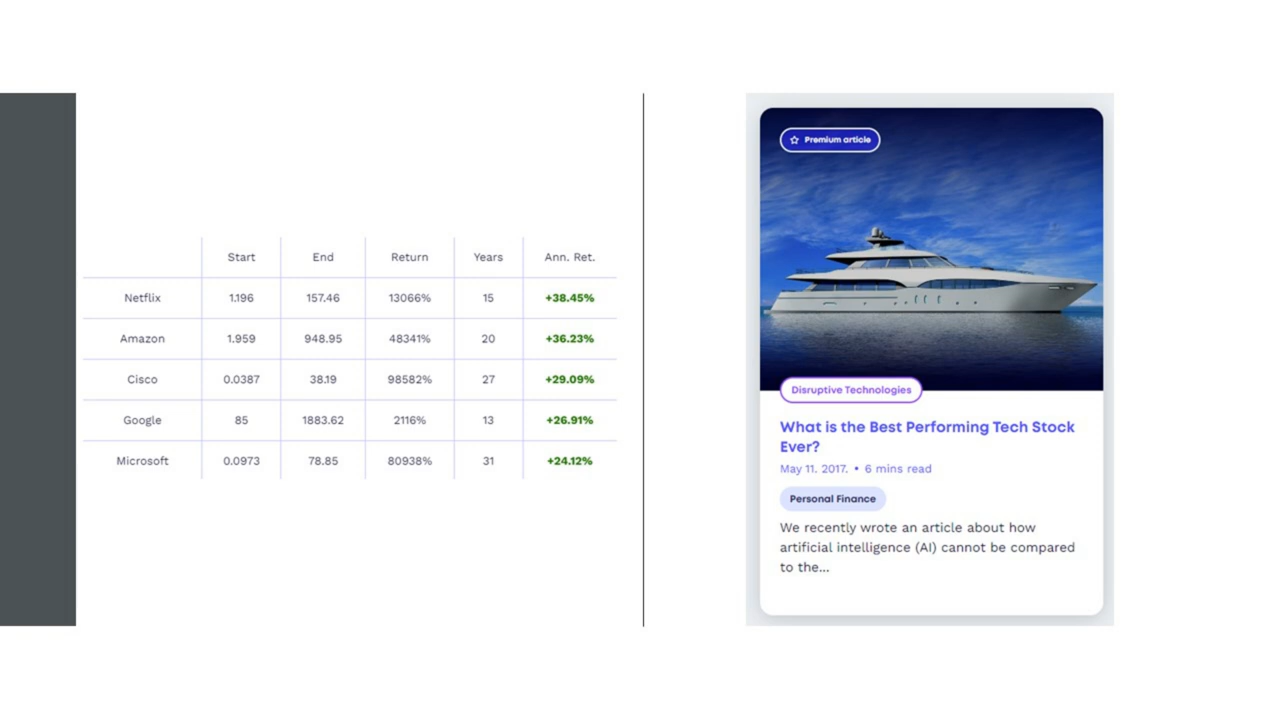 Start End Return Years Ann. Ret.
Netflix 1.196 157.46 13066% 15 +38.45%
Amazon 1.959 948.95 48341% 20 +36.23%
Cisco 0.0387 38.19 98582% 27 +29.09%
Google 85 1883.62 2116% 13 +26.91%
Microsoft 0.0973 78.85 80938% 31 +24.12%
Premium article
Disruptive Technologies
What is the Best Performing Tech Stock
Ever?
May 11. 2017. • 6 mins read
Personal Finance
We recently wrote an article about how
artificial intelligence (AI) cannot be compared
to the...